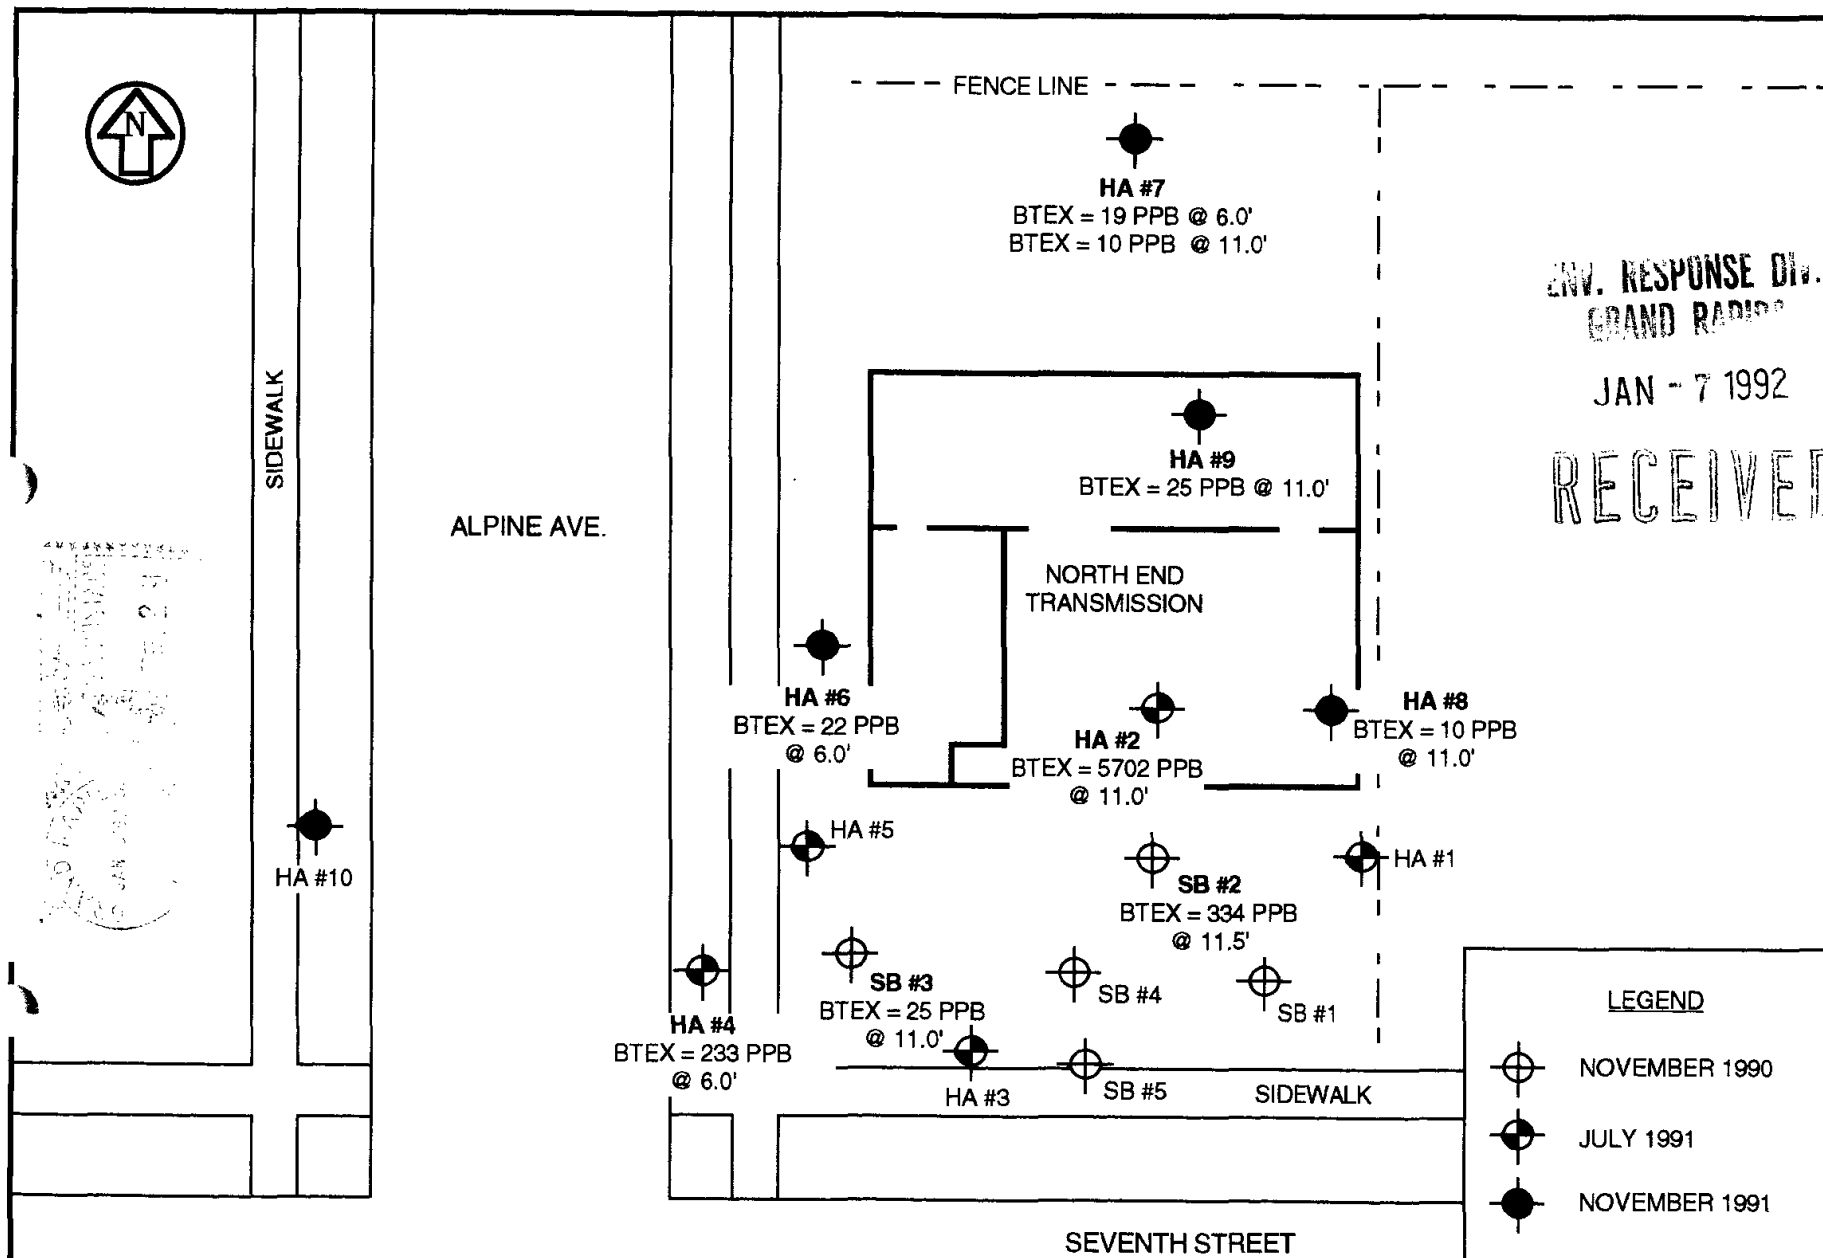 N
FENCE LINE
HA #7
BTEX = 19 PPB @ 6.0'
BTEX = 10 PPB @ 11.0'
ENV. RESPONSE DIV.
GRAND RAPIDS
JAN - 7 1992
RECEIVED
SIDEWALK
ALPINE AVE.
HA #9
BTEX = 25 PPB @ 11.0'
NORTH END
TRANSMISSION
HA #6
BTEX = 22 PPB
@ 6.0'
HA #2
BTEX = 5702 PPB
@ 11.0'
HA #8
BTEX = 10 PPB
@ 11.0'
HA #10
HA #5
HA #1
SB #2
BTEX = 334 PPB
@ 11.5'
SB #3
BTEX = 25 PPB
@ 11.0'
SB #4
SB #1
HA #4
BTEX = 233 PPB
@ 6.0'
HA #3
SB #5
SIDEWALK
SEVENTH STREET
LEGEND
NOVEMBER 1990
JULY 1991
NOVEMBER 1991